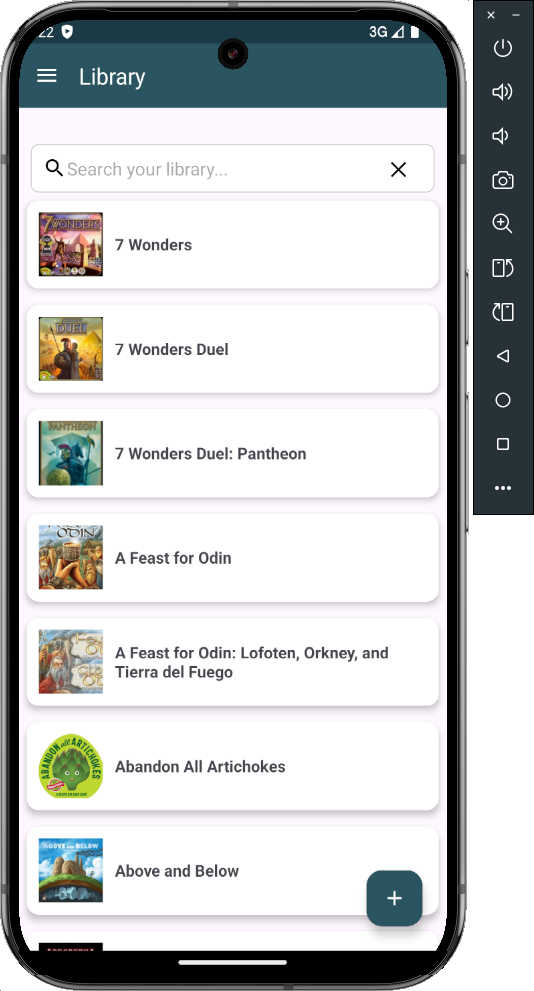 :22
3G
Library
Search your library...
7 WONDERS
7 Wonders
DUEL
7 Wonders Duel
PANTHEON
7 Wonders Duel: Pantheon
ODIN
A Feast for Odin
A Feast for Odin: Lofoten, Orkney, and
Tierra del Fuego
ABANDON all ARTICHOKES
Abandon All Artichokes
ABOVE AND BELOW
Above and Below